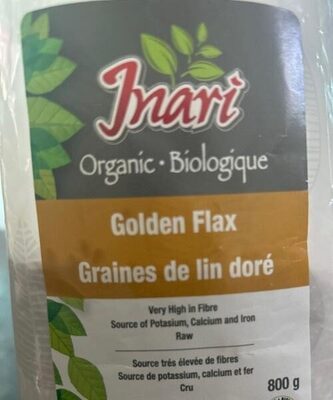 Inari
Organic • Biologique
Golden Flax
Graines de lin doré
Very High in Fibre
Source of Potasium, Calcium and Iron
Raw
Source trés élevée de fibres
Source de potassium, calcium et fer
Cru
800 g